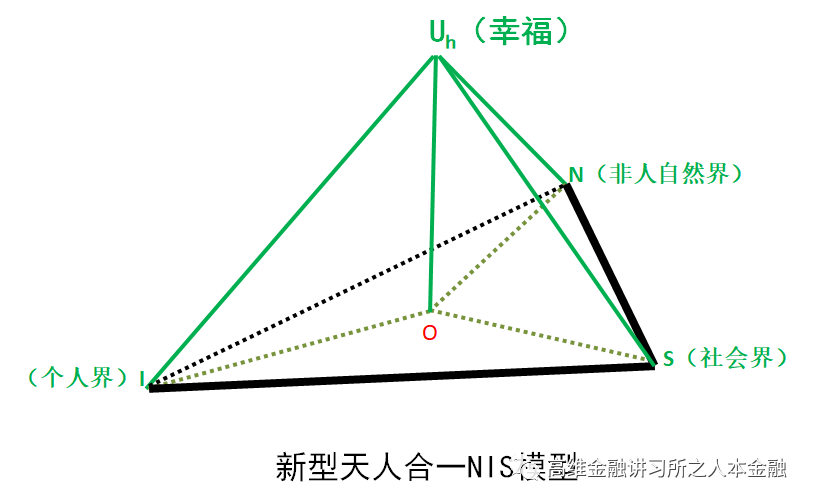 Uh（幸福）
N（非人自然界）
O
（个人界）I
S（社会界）
新型天人合一NIS模型
高维金融讲习所之人本金融